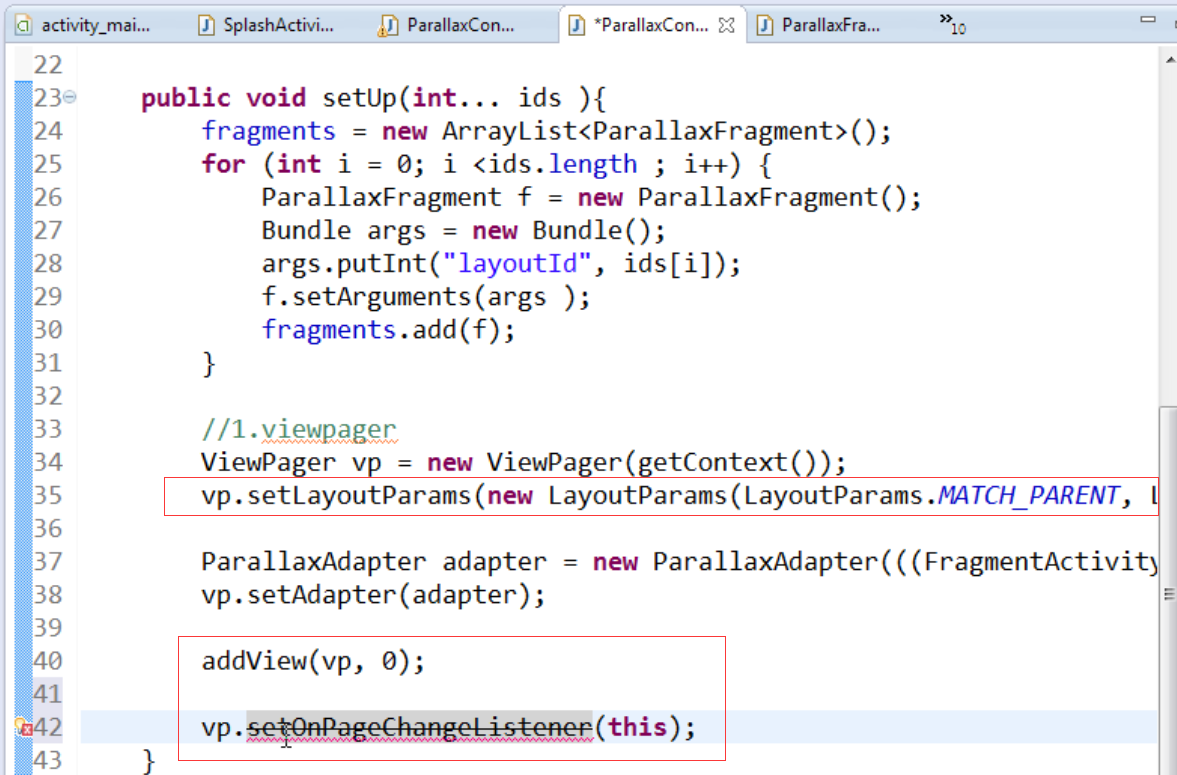 activity_mai... SplashActivi... ParallaxCon... *ParallaxCon... ParallaxFra... »10
22
23 public void setUp(int... ids ){
24 fragments = new ArrayList<ParallaxFragment>();
25 for (int i = 0; i <ids.length ; i++) {
26 ParallaxFragment f = new ParallaxFragment();
27 Bundle args = new Bundle();
28 args.putInt("layoutId", ids[i]);
29 f.setArguments(args );
30 fragments.add(f);
31 }
32
33 //1.viewpager
34 ViewPager vp = new ViewPager(getContext());
35 vp.setLayoutParams(new LayoutParams(LayoutParams.MATCH_PARENT, L
36
37 ParallaxAdapter adapter = new ParallaxAdapter(((FragmentActivity
38 vp.setAdapter(adapter);
39
40 addView(vp, 0);
41
42 vp.setOnPageChangeListener(this);
43 }